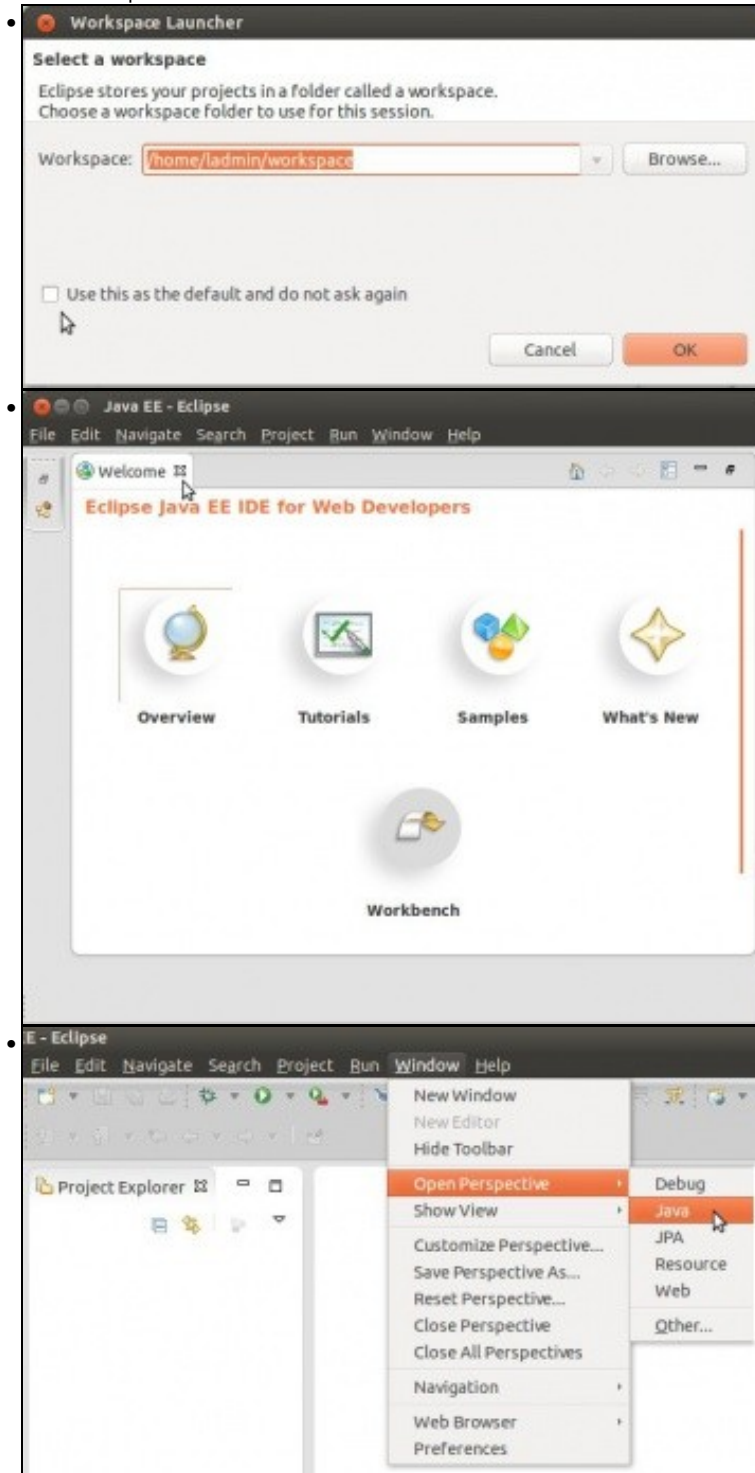 Workspace Launcher
Select a workspace
Eclipse stores your projects in a folder called a workspace.
Choose a workspace folder to use for this session.
Workspace: /home/ladmin/workspace Browse...
Use this as the default and do not ask again
Cancel OK
Java EE - Eclipse
File Edit Navigate Search Project Run Window Help
Welcome
Eclipse Java EE IDE for Web Developers
Overview Tutorials Samples What's New
Workbench
E - Eclipse
File Edit Navigate Search Project Run Window Help
New Window
New Editor
Hide Toolbar
Project Explorer
Open Perspective Debug
Show View Java
JPA
Customize Perspective...
Resource
Save Perspective As...
Web
Reset Perspective...
Close Perspective Other...
Close All Perspectives
Navigation
Web Browser
Preferences